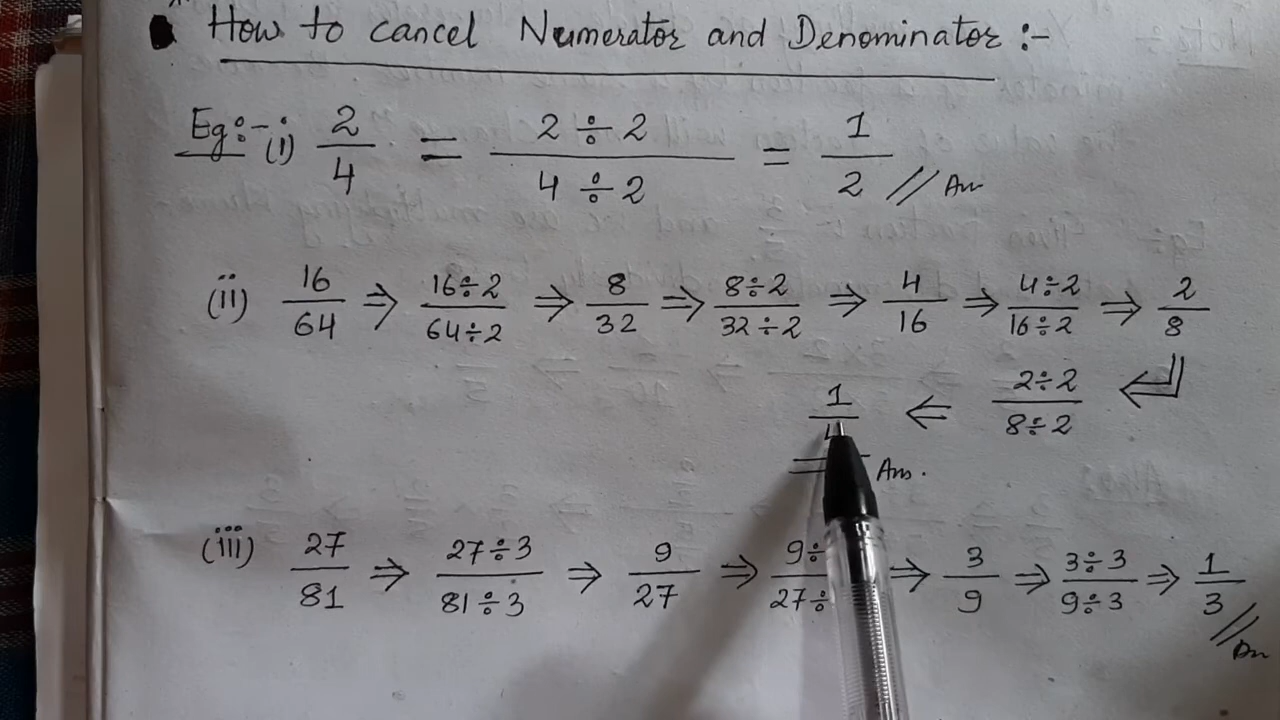 • How to cancel Numerator and Denominator :-
Eg:- (i) 2/4 = 2 ÷ 2 / 4 ÷ 2 = 1/2 // Ans
(ii) 16/64 ⇒ 16÷2 / 64÷2 ⇒ 8/32 ⇒ 8÷2 / 32÷2 ⇒ 4/16 ⇒ 4÷2 / 16÷2 ⇒ 2/8
⇐ 2÷2 / 8÷2 ⇐ 1/4 Ans.
(iii) 27/81 ⇒ 27÷3 / 81÷3 ⇒ 9/27 ⇒ 9÷ / 27÷ ⇒ 3/9 ⇒ 3÷3 / 9÷3 ⇒ 1/3 // Ans